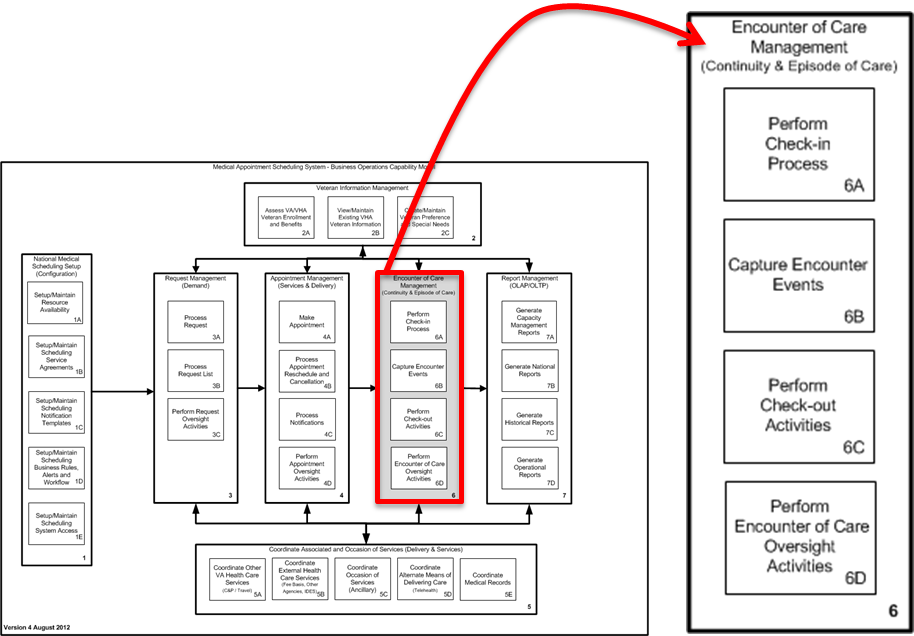 Medical Appointment Scheduling System - Business Operations Capability Mod
Veteran Information Management
Assess VA/VHA
Veteran Enrollment
and Benefits
2A
View/Maintain
Existing VHA
Veteran Information
2B
Veteran Preference
and Special Needs
2C
2
National Medical
Scheduling Setup
(Configuration)
Setup/Maintain
Resource
Availability
1A
Setup/Maintain
Scheduling
Service
Agreements
1B
Setup/Maintain
Scheduling
Notification
Templates
1C
Setup/Maintain
Scheduling
Business Rules,
Alerts and
Workflow
1D
Setup/Maintain
Scheduling
System Access
1E
1
Request Management
(Demand)
Process
Request
3A
Process
Request List
3B
Perform Request
Oversight
Activities
3C
3
Appointment Management
(Services & Delivery)
Make
Appointment
4A
Process
Appointment
Reschedule and
Cancellation
4B
Process
Notifications
4C
Perform
Appointment
Oversight
Activities
4D
4
Encounter of Care
Management
(Continuity & Episode of Care)
Perform
Check-in
Process
6A
Capture Encounter
Events
6B
Perform
Check-out
Activities
6C
Perform
Encounter of Care
Oversight
Activities
6D
6
Report Management
(OLAP/OLTP)
Generate
Capacity
Management
Reports
7A
Generate National
Reports
7B
Generate
Historical Reports
7C
Generate
Operational
Reports
7D
7
Coordinate Associated and Occasion of Services (Delivery & Services)
Coordinate Other
VA Health Care
Services
(C&P / Travel)
5A
Coordinate
External Health
Care Services
(Fee Basis, Other
Agencies, IDES)
5B
Coordinate
Occasion of
Services
(Ancillary)
5C
Coordinate
Alternate Means of
Delivering Care
(Telehealth)
5D
Coordinate
Medical Records
5E
5
Version 4 August 2012
Encounter of Care
Management
(Continuity & Episode of Care)
Perform
Check-in
Process
6A
Capture Encounter
Events
6B
Perform
Check-out
Activities
6C
Perform
Encounter of Care
Oversight
Activities
6D
6